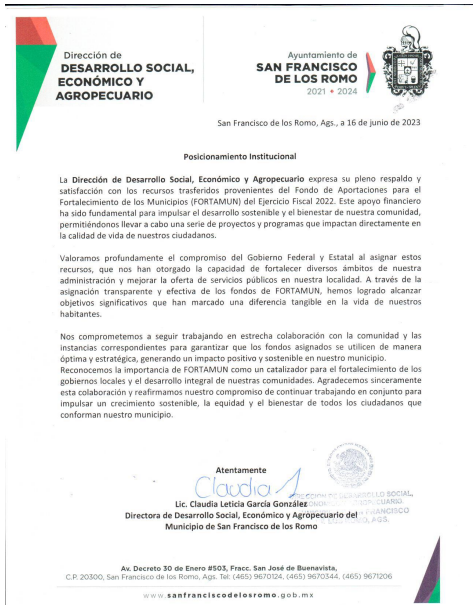 Dirección de
DESARROLLO SOCIAL,
ECONÓMICO Y
AGROPECUARIO
Ayuntamiento de
SAN FRANCISCO
DE LOS ROMO
2021 • 2024
San Francisco de los Romo, Ags., a 16 de junio de 2023
Posicionamiento Institucional
La Dirección de Desarrollo Social, Económico y Agropecuario expresa su pleno respaldo y
satisfacción con los recursos trasferidos provenientes del Fondo de Aportaciones para el
Fortalecimiento de los Municipios (FORTAMUN) del Ejercicio Fiscal 2022. Este apoyo financiero
ha sido fundamental para impulsar el desarrollo sostenible y el bienestar de nuestra comunidad,
permitiéndonos llevar a cabo una serie de proyectos y programas que impactan directamente en
la calidad de vida de nuestros ciudadanos.
Valoramos profundamente el compromiso del Gobierno Federal y Estatal al asignar estos
recursos, que nos han otorgado la capacidad de fortalecer diversos ámbitos de nuestra
administración y mejorar la oferta de servicios públicos en nuestra localidad. A través de la
asignación transparente y efectiva de los fondos de FORTAMUN, hemos logrado alcanzar
objetivos significativos que han marcado una diferencia tangible en la vida de nuestros
habitantes.
Nos comprometemos a seguir trabajando en estrecha colaboración con la comunidad y las
instancias correspondientes para garantizar que los fondos asignados se utilicen de manera
óptima y estratégica, generando un impacto positivo y sostenible en nuestro municipio.
Reconocemos la importancia de FORTAMUN como un catalizador para el fortalecimiento de los
gobiernos locales y el desarrollo integral de nuestras comunidades. Agradecemos sinceramente
esta colaboración y reafirmamos nuestro compromiso de continuar trabajando en conjunto para
impulsar un crecimiento sostenible, la equidad y el bienestar de todos los ciudadanos que
conforman nuestro municipio.
Atentamente
Claudia
Lic. Claudia Leticia García González
Directora de Desarrollo Social, Económico y Agropecuario del
Municipio de San Francisco de los Romo
SOCIAL,
FRANCISCO
AGS.
Av. Decreto 30 de Enero #503, Fracc. San José de Buenavista,
C.P. 20300, San Francisco de los Romo, Ags. Tel: (465) 9670124, (465) 9670344, (465) 9671206
www.sanfranciscodelosromo.gob.mx